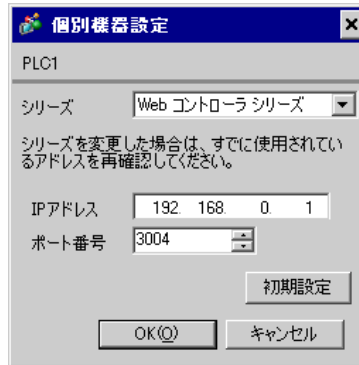 個別機器設定
PLC1
シリーズ Web コントローラ シリーズ
シリーズを変更した場合は、すでに使用されてい
るアドレスを再確認してください。
IPアドレス 192. 168. 0. 1
ポート番号 3004
初期設定
OK(O) キャンセル